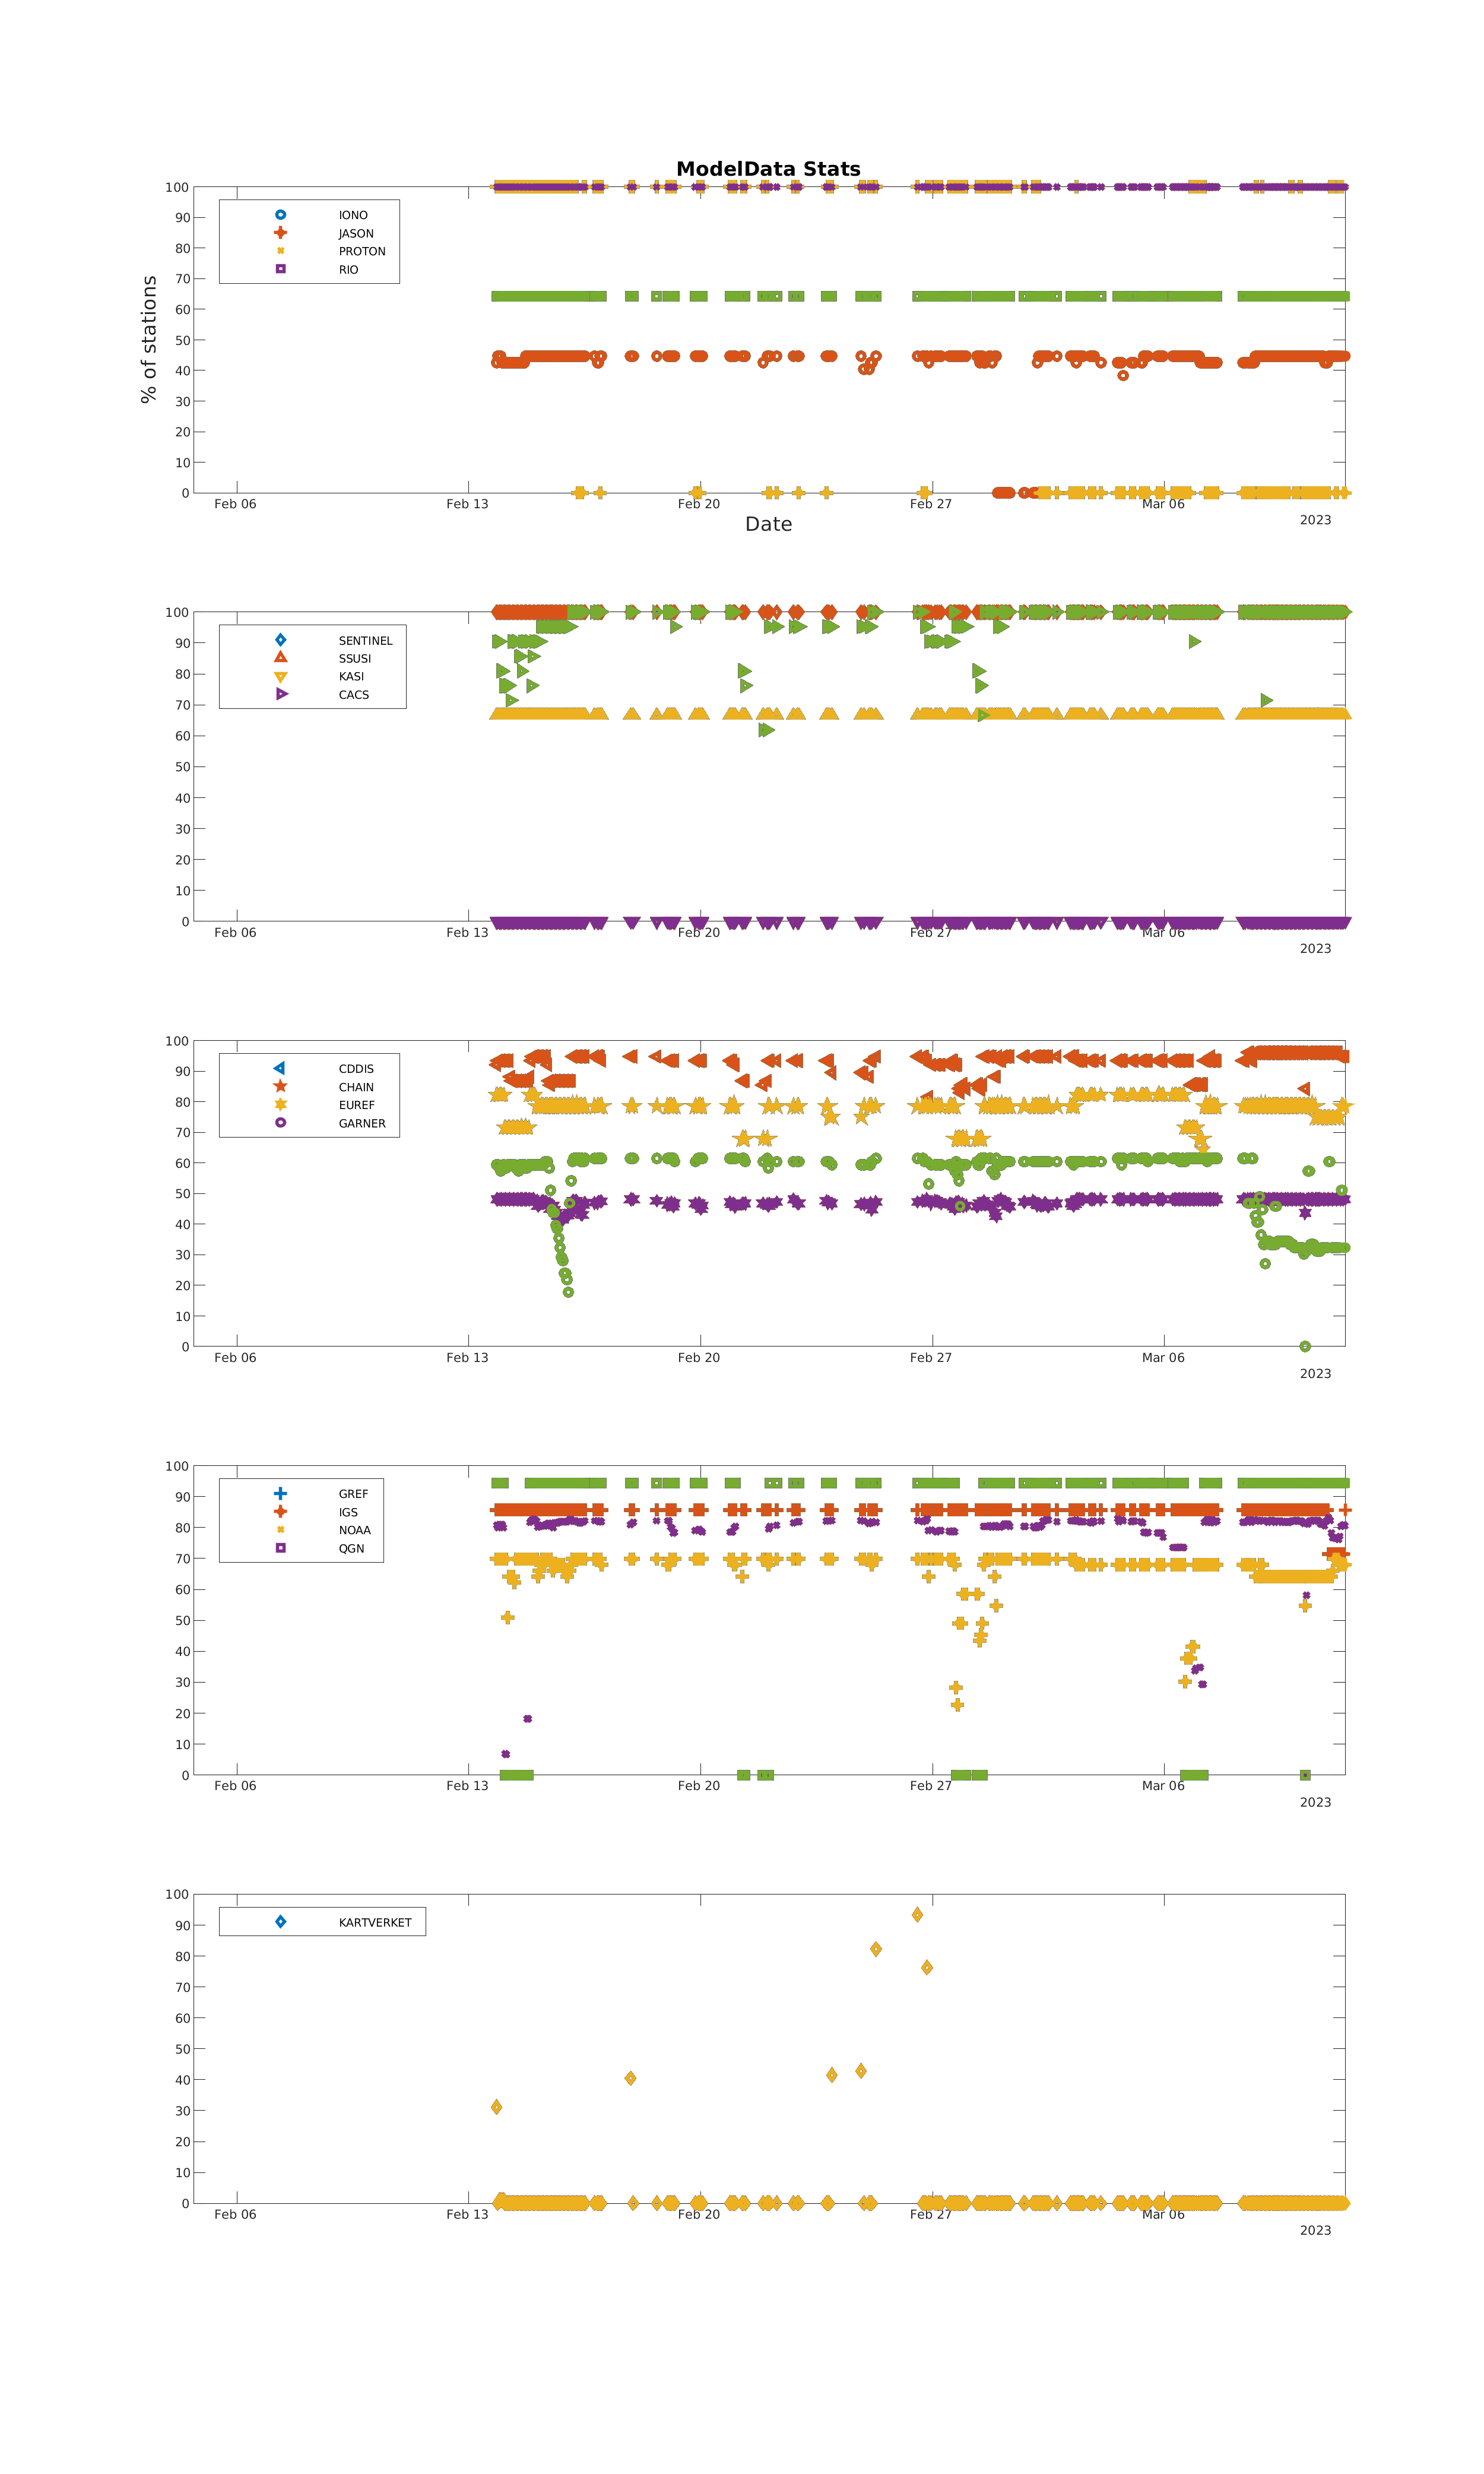 ModelData Stats
% of stations
100
90
80
70
60
50
40
30
20
10
0
IONO
JASON
PROTON
RIO
Feb 06
Feb 13
Feb 20
Feb 27
Mar 06
2023
Date
100
90
80
70
60
50
40
30
20
10
0
SENTINEL
SSUSI
KASI
CACS
Feb 06
Feb 13
Feb 20
Feb 27
Mar 06
2023
100
90
80
70
60
50
40
30
20
10
0
CDDIS
CHAIN
EUREF
GARNER
Feb 06
Feb 13
Feb 20
Feb 27
Mar 06
2023
100
90
80
70
60
50
40
30
20
10
0
GREF
IGS
NOAA
QGN
Feb 06
Feb 13
Feb 20
Feb 27
Mar 06
2023
100
90
80
70
60
50
40
30
20
10
0
KARTVERKET
Feb 06
Feb 13
Feb 20
Feb 27
Mar 06
2023